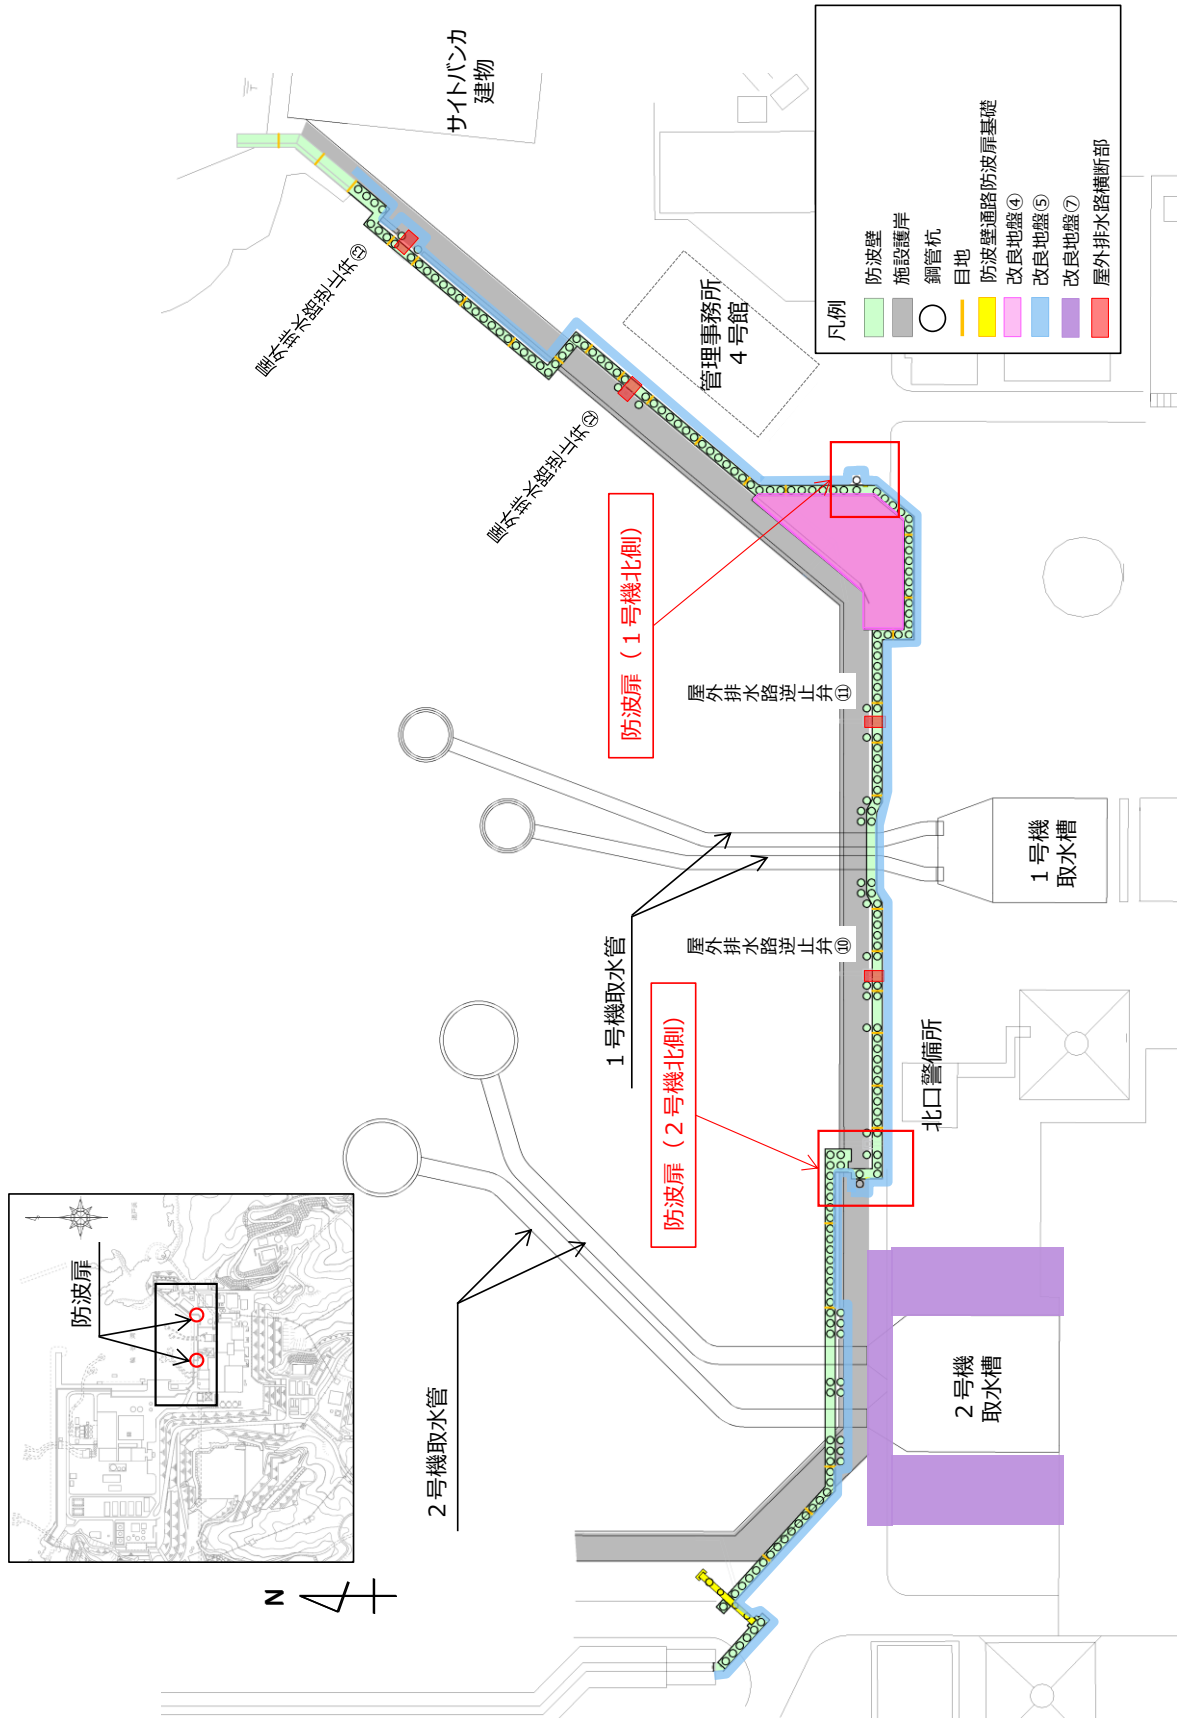 サイトバンカ
建物
屋外排水路逆止弁⑬
屋外排水路逆止弁⑫
管理事務所
４号館
凡例
防波壁
施設護岸
鋼管杭
目地
防波壁通路防波扉基礎
改良地盤④
改良地盤⑤
改良地盤⑦
屋外排水路横断部
防波扉（１号機北側）
屋外排水路逆止弁⑪
１号機取水管
１号機
取水槽
屋外排水路逆止弁⑩
防波扉（２号機北側）
北口警備所
２号機取水管
２号機
取水槽
防波扉
N